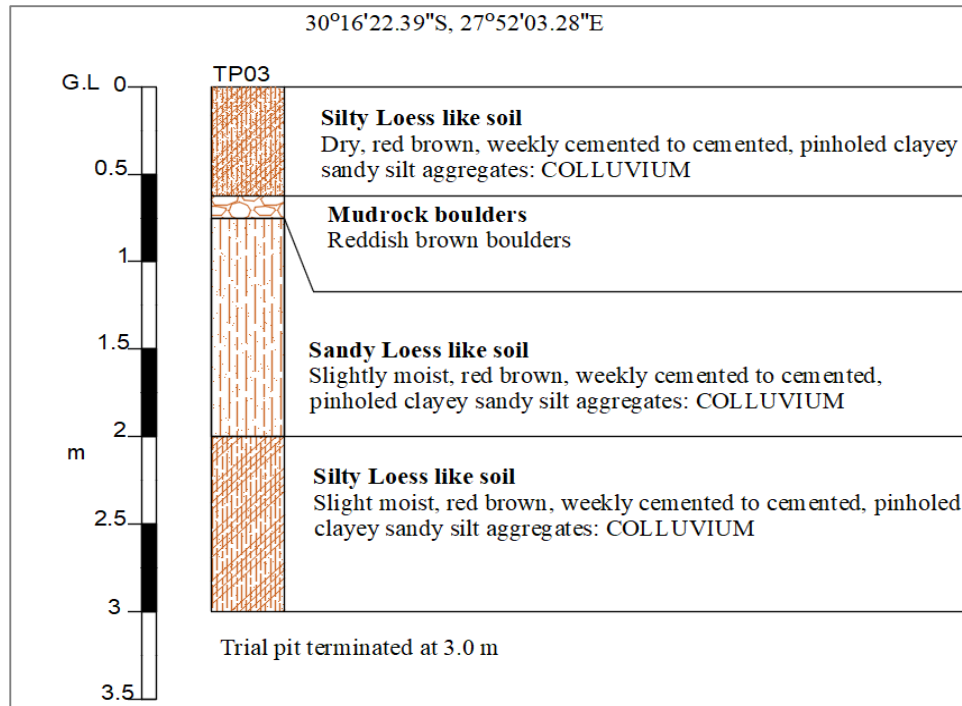 30°16'22.39"S, 27°52'03.28"E
TP03
G.L 0
Silty Loess like soil
Dry, red brown, weekly cemented to cemented, pinholed clayey
sandy silt aggregates: COLLUVIUM
0.5
Mudrock boulders
Reddish brown boulders
1
1.5
Sandy Loess like soil
Slightly moist, red brown, weekly cemented to cemented,
pinholed clayey sandy silt aggregates: COLLUVIUM
2
m
Silty Loess like soil
Slight moist, red brown, weekly cemented to cemented, pinholed
clayey sandy silt aggregates: COLLUVIUM
2.5
3
Trial pit terminated at 3.0 m
3.5